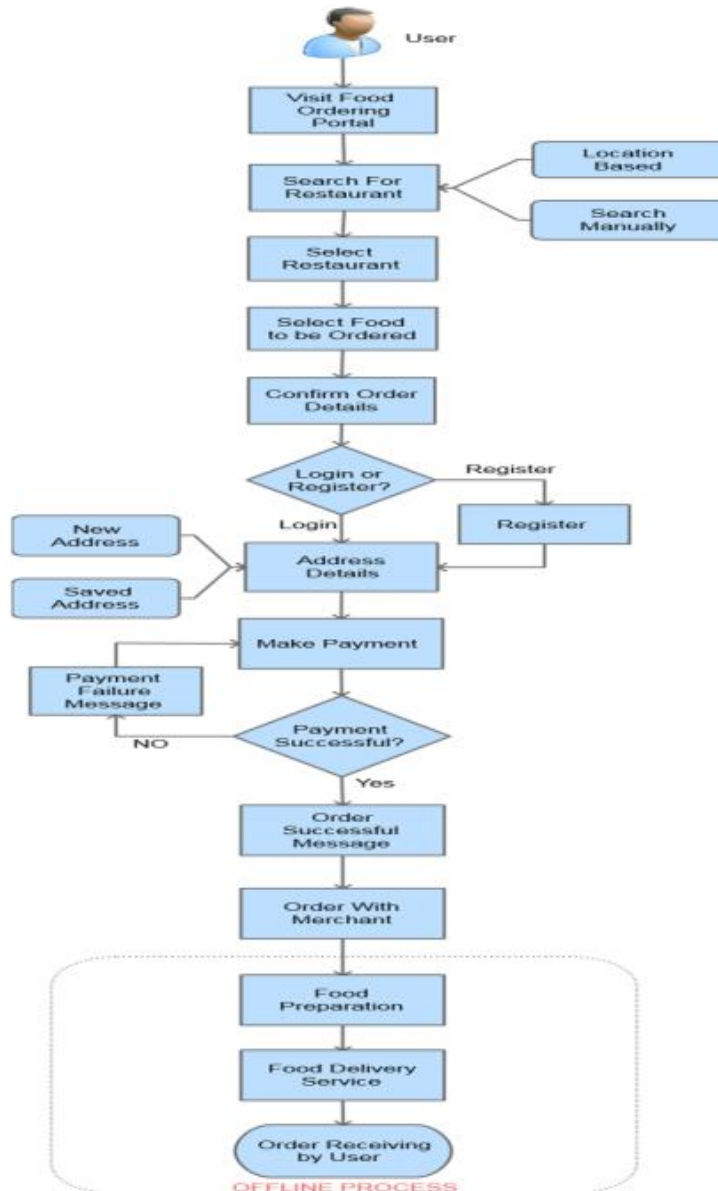 User
Visit Food
Ordering
Portal
Location
Based
Search For
Restaurant
Search
Manually
Select
Restaurant
Select Food
to be Ordered
Confirm Order
Details
Login or
Register?
Register
Register
Login
New
Address
Address
Details
Saved
Address
Make Payment
Payment
Failure
Message
Payment
Successful?
NO
Yes
Order
Successful
Message
Order With
Merchant
Food
Preparation
Food Delivery
Service
Order Receiving
by User
OFFLINE PROCESS